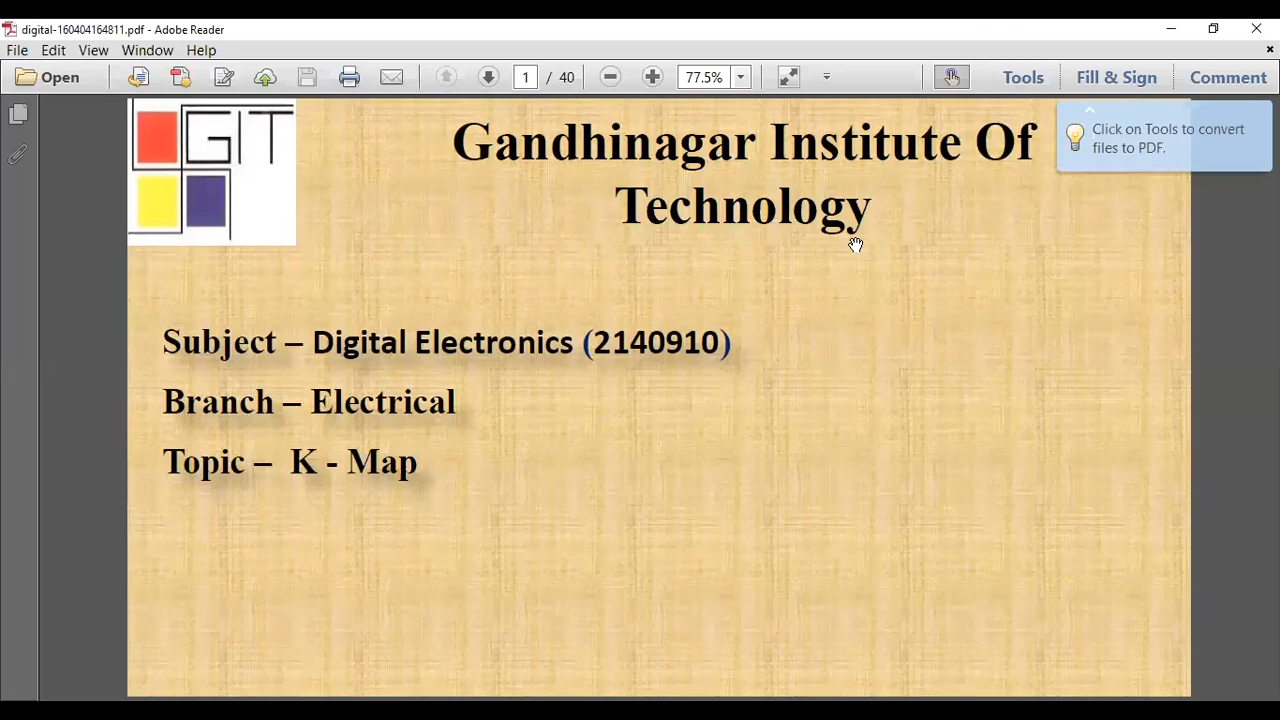 digital-160404164811.pdf - Adobe Reader
File Edit View Window Help
Open 1 / 40 77.5% Tools Fill & Sign Comment
GIT
Gandhinagar Institute Of
Technology
Click on Tools to convert
files to PDF.
Subject – Digital Electronics (2140910)
Branch – Electrical
Topic – K - Map